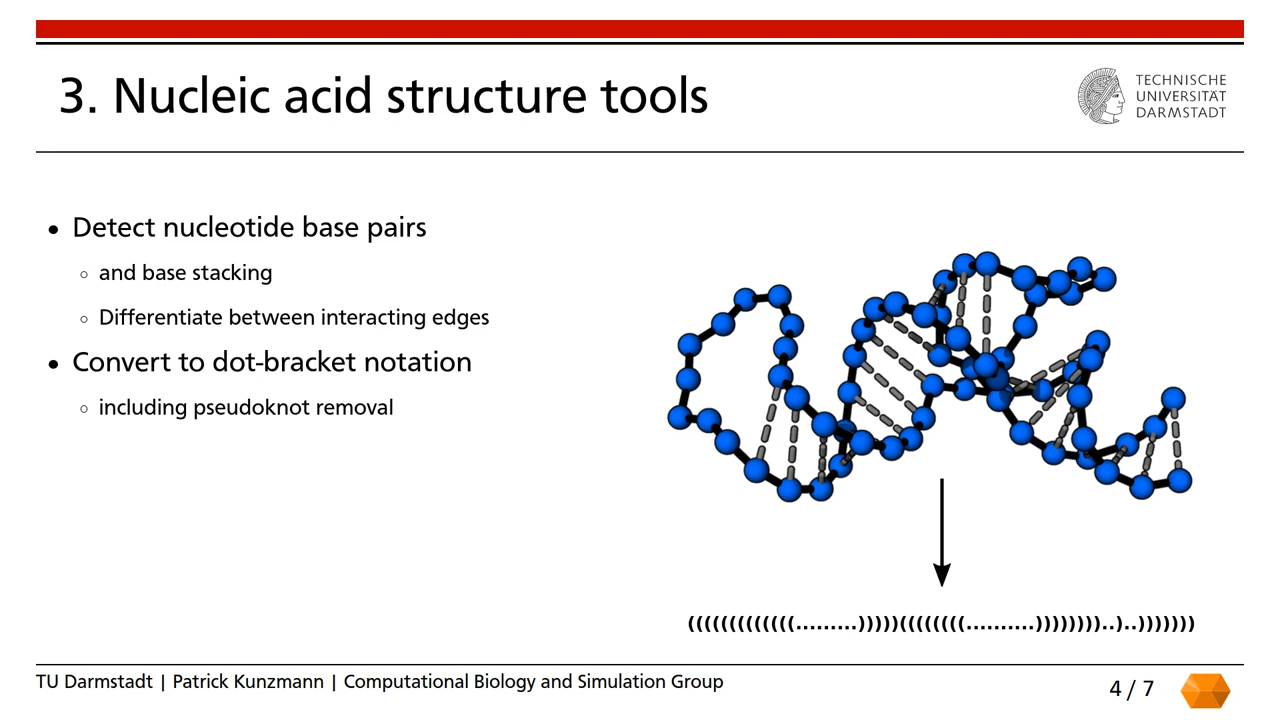 3. Nucleic acid structure tools
TECHNISCHE
UNIVERSITÄT
DARMSTADT
• Detect nucleotide base pairs
◦ and base stacking
◦ Differentiate between interacting edges
• Convert to dot-bracket notation
◦ including pseudoknot removal
(((((((((((((.........)))))((((((((..........))))))))..)..)))))))
TU Darmstadt | Patrick Kunzmann | Computational Biology and Simulation Group
4 / 7